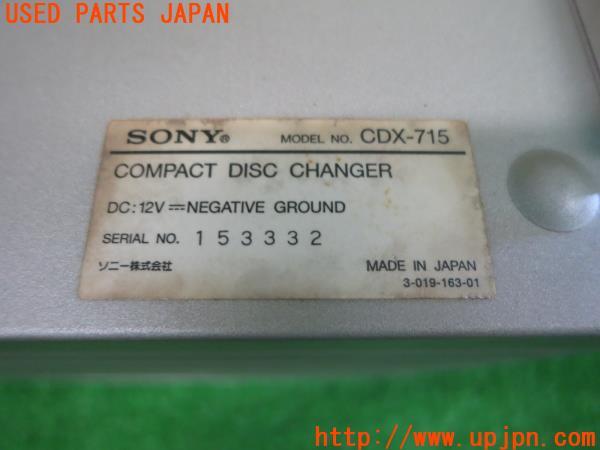 USED PARTS JAPAN
SONY® MODEL NO. CDX-715
COMPACT DISC CHANGER
DC:12V⎓NEGATIVE GROUND
SERIAL NO. 153332
ソニー株式会社 MADE IN JAPAN
3-019-163-01
http://www.upjpn.com/